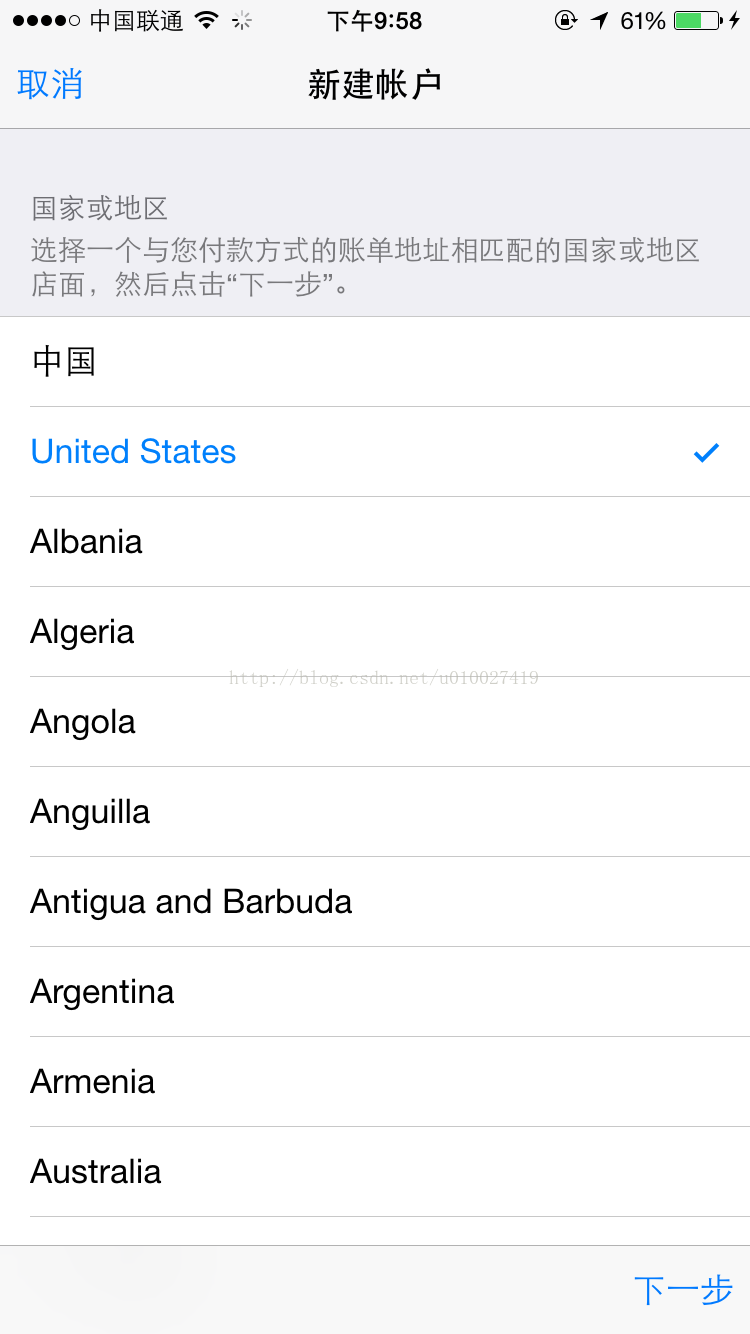 中国联通 下午9:58 61%
取消 新建帐户
国家或地区
选择一个与您付款方式的账单地址相匹配的国家或地区
店面，然后点击“下一步”。
中国
United States
Albania
Algeria
http://blog.csdn.net/u010027419
Angola
Anguilla
Antigua and Barbuda
Argentina
Armenia
Australia
下一步